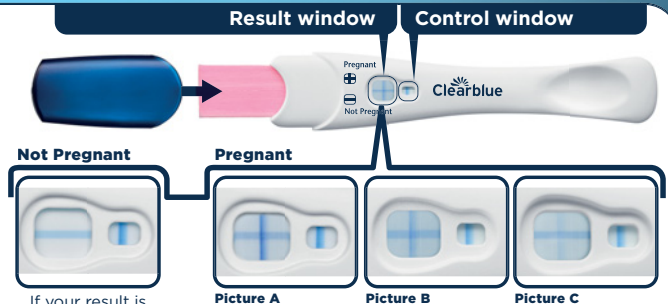 Result window
Control window
Pregnant
Not Pregnant
Clearblue
Not Pregnant
Pregnant
If your result is
Picture A
Picture B
Picture C